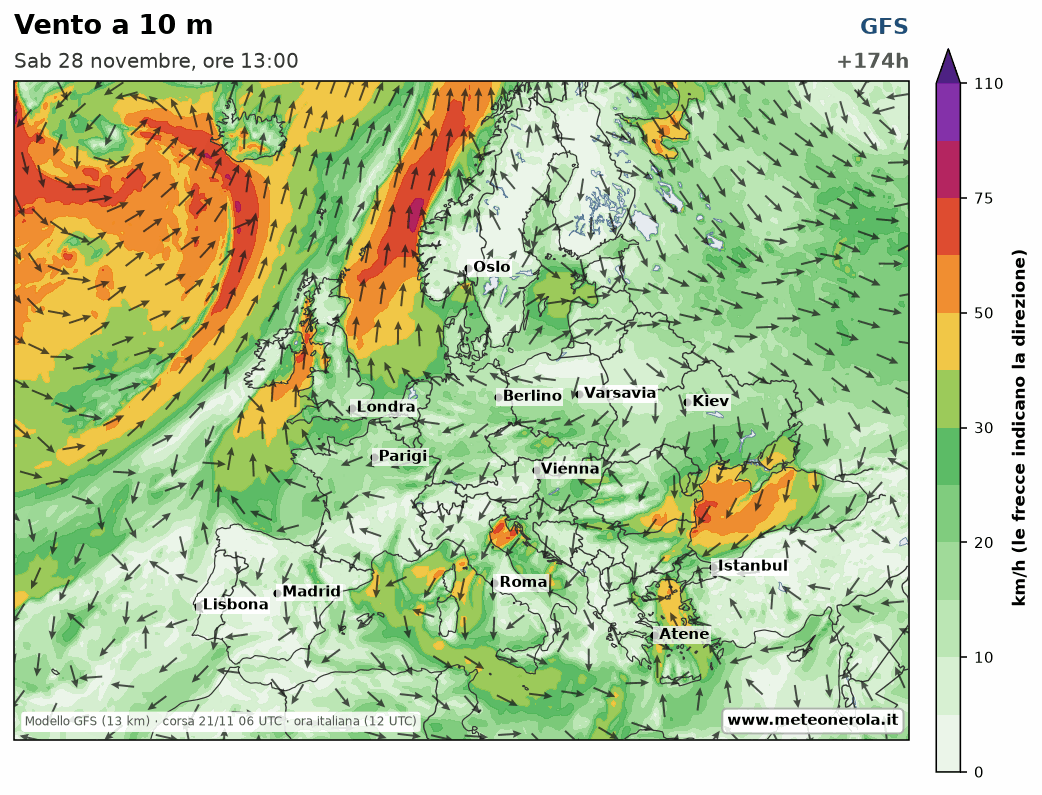 Vento a 10 m
GFS
Sab 28 novembre, ore 13:00
+174h
110
75
50
30
20
10
0
km/h (le frecce indicano la direzione)
Oslo
Berlino
Varsavia
Kiev
Londra
Parigi
Vienna
Istanbul
Roma
Madrid
Lisbona
Atene
Modello GFS (13 km) · corsa 21/11 06 UTC · ora italiana (12 UTC)
www.meteonerola.it